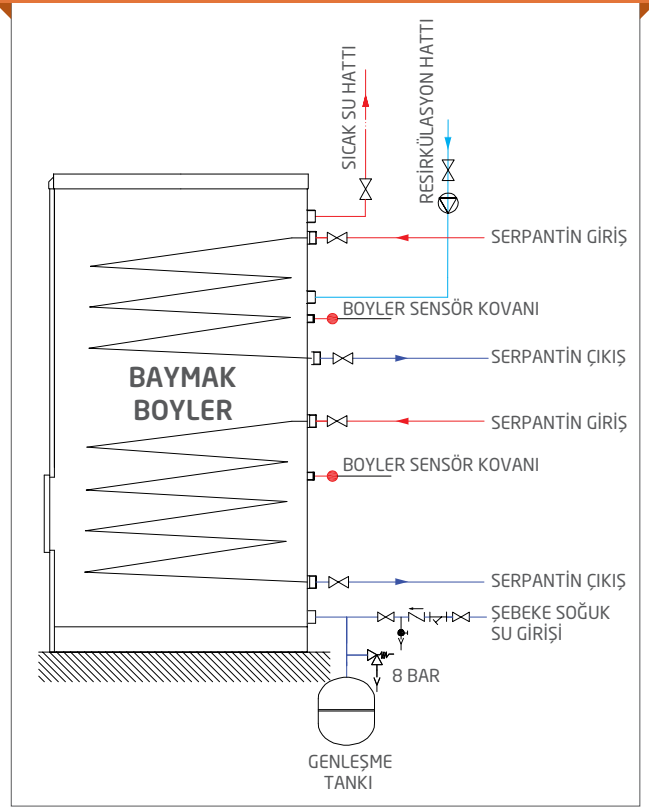 SICAK SU HATTI
RESİRKÜLASYON HATTI
SERPANTİN GİRİŞ
BOYLER SENSÖR KOVANI
SERPANTİN ÇIKIŞ
BAYMAK
BOYLER
SERPANTİN GİRİŞ
BOYLER SENSÖR KOVANI
SERPANTİN ÇIKIŞ
ŞEBEKE SOĞUK
SU GİRİŞİ
8 BAR
GENLEŞME
TANKI